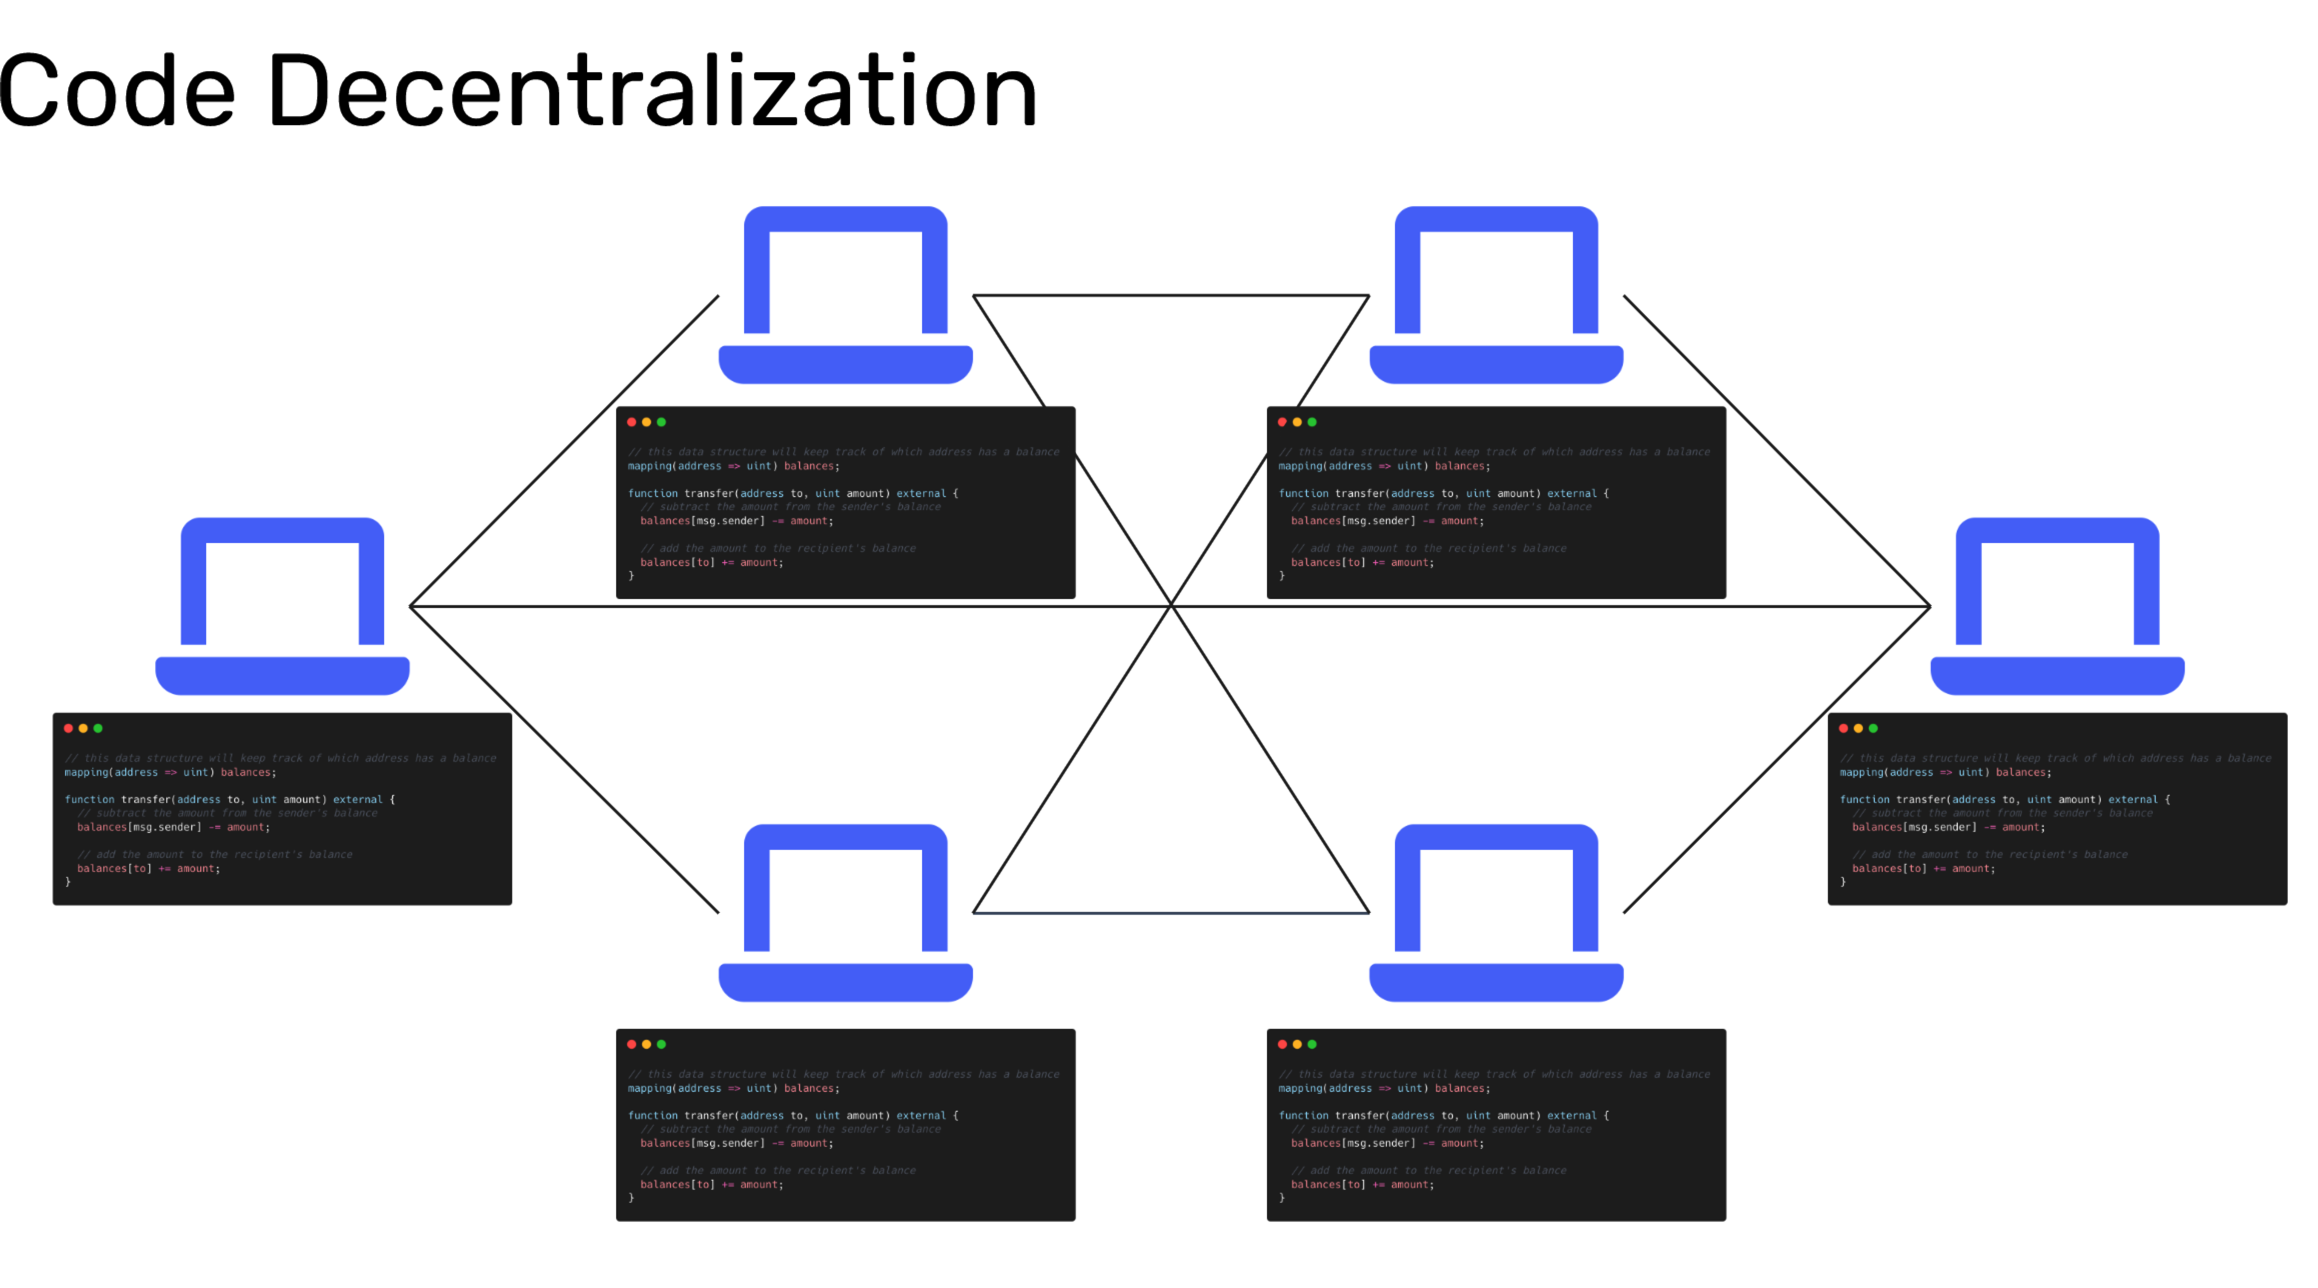 Code Decentralization
// this data structure will keep track of which address has a balance
mapping(address => uint) balances;
function transfer(address to, uint amount) external {
// subtract the amount from the sender's balance
balances[msg.sender] -= amount;
// add the amount to the recipient's balance
balances[to] += amount;
}
// this data structure will keep track of which address has a balance
mapping(address => uint) balances;
function transfer(address to, uint amount) external {
// subtract the amount from the sender's balance
balances[msg.sender] -= amount;
// add the amount to the recipient's balance
balances[to] += amount;
}
// this data structure will keep track of which address has a balance
mapping(address => uint) balances;
function transfer(address to, uint amount) external {
// subtract the amount from the sender's balance
balances[msg.sender] -= amount;
// add the amount to the recipient's balance
balances[to] += amount;
}
// this data structure will keep track of which address has a balance
mapping(address => uint) balances;
function transfer(address to, uint amount) external {
// subtract the amount from the sender's balance
balances[msg.sender] -= amount;
// add the amount to the recipient's balance
balances[to] += amount;
}
// this data structure will keep track of which address has a balance
mapping(address => uint) balances;
function transfer(address to, uint amount) external {
// subtract the amount from the sender's balance
balances[msg.sender] -= amount;
// add the amount to the recipient's balance
balances[to] += amount;
}
// this data structure will keep track of which address has a balance
mapping(address => uint) balances;
function transfer(address to, uint amount) external {
// subtract the amount from the sender's balance
balances[msg.sender] -= amount;
// add the amount to the recipient's balance
balances[to] += amount;
}